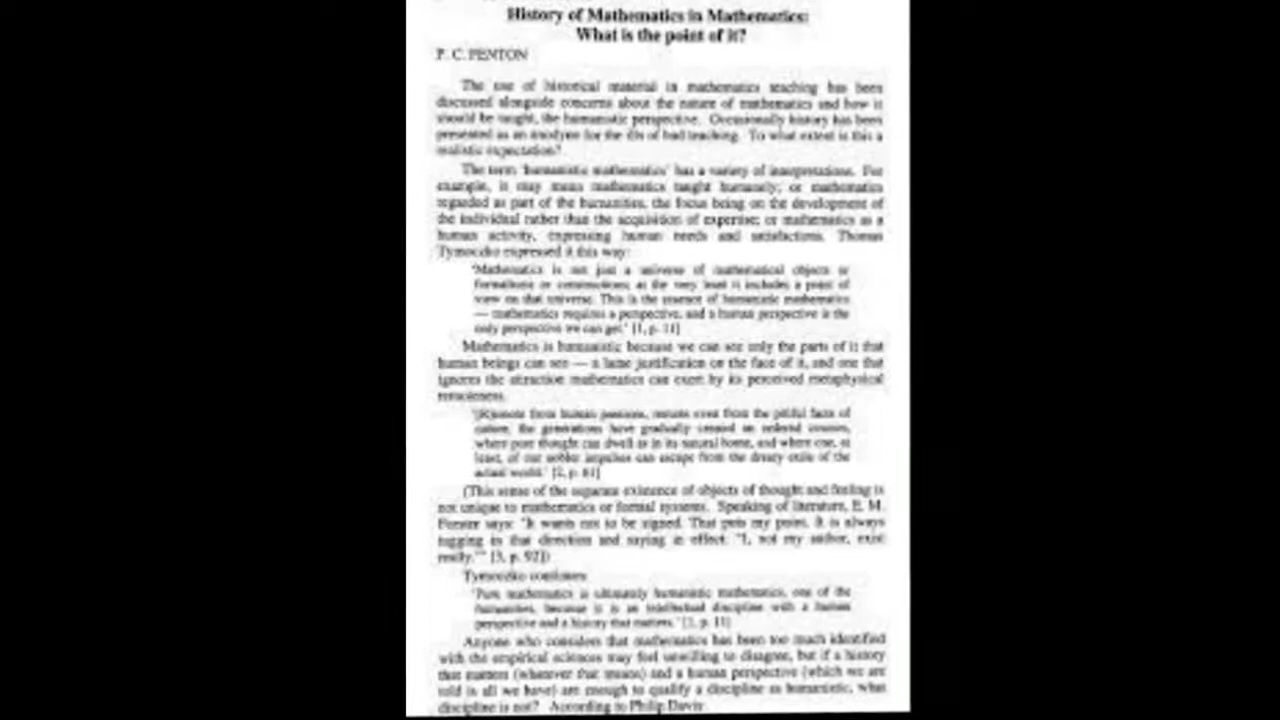 History of Mathematics in Mathematics:
What is the point of it?
P. C. FENTON
The use of historical material in mathematics teaching has been
discussed alongside concerns about the nature of mathematics and how it
should be taught, the humanistic perspective. Occasionally history has been
presented as an anodyne for the ills of bad teaching. To what extent is this a
realistic expectation?
The term 'humanistic mathematics' has a variety of interpretations. For
example, it may mean mathematics taught humanely; or mathematics
regarded as part of the humanities, the focus being on the development of
the individual rather than the acquisition of expertise; or mathematics as a
human activity, expressing human needs and satisfactions. Thomas
Tymoczko expressed it this way:
'Mathematics is not just a universe of mathematical objects or
formalisms or constructions; at the very least it includes a point of
view on that universe. This is the essence of humanistic mathematics
— mathematics requires a perspective, and a human perspective is the
only perspective we can get.' [1, p. 11]
Mathematics is humanistic because we can see only the parts of it that
human beings can see — a lame justification on the face of it, and one that
ignores the attraction mathematics can exert by its perceived metaphysical
remoteness.
'[R]emote from human passions, remote even from the pitiful facts of
nature, the generations have gradually created an ordered cosmos,
where pure thought can dwell as in its natural home, and where one, at
least, of our nobler impulses can escape from the dreary exile of the
actual world.' [2, p. 61]
(This sense of the separate existence of objects of thought and feeling is
not unique to mathematics or formal systems. Speaking of literature, E. M.
Forster says: "It wants not to be signed. That puts my point. It is always
tugging in that direction and saying in effect: "I, not my author, exist
really."" [3, p. 92])
Tymoczko continues:
'Pure mathematics is ultimately humanistic mathematics, one of the
humanities, because it is an intellectual discipline with a human
perspective and a history that matters.' [1, p. 11]
Anyone who considers that mathematics has been too much identified
with the empirical sciences may feel unwilling to disagree, but if a history
that matters (whatever that means) and a human perspective (which we are
told is all we have) are enough to qualify a discipline as humanistic, what
discipline is not? According to Philip Davis